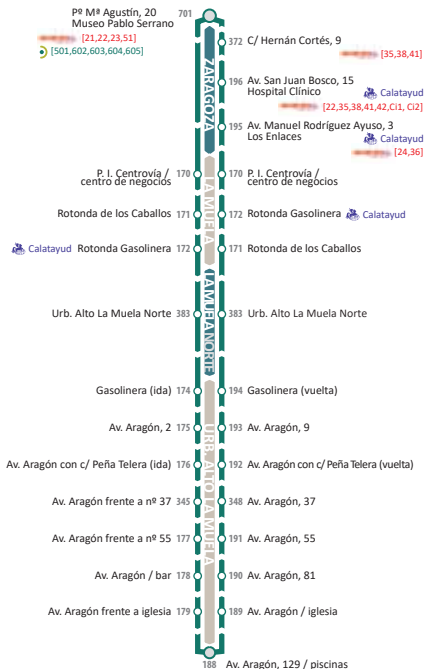 Pº Mª Agustín, 20 701
Museo Pablo Serrano
[21,22,23,51]
[501,602,603,604,605]
372 C/ Hernán Cortés, 9
[35,38,41]
196 Av. San Juan Bosco, 15
Hospital Clínico Calatayud
[22,35,38,41,42,Ci1, Ci2]
195 Av. Manuel Rodríguez Ayuso, 3
Los Enlaces Calatayud
[24,36]
ZARAGOZA
P. I. Centrovía / 170
centro de negocios
170 P. I. Centrovía /
centro de negocios
Rotonda de los Caballos 171
172 Rotonda Gasolinera Calatayud
Calatayud Rotonda Gasolinera 172
171 Rotonda de los Caballos
LA MUELA
Urb. Alto La Muela Norte 383
383 Urb. Alto La Muela Norte
LA MUELA NORTE
Gasolinera (ida) 174
194 Gasolinera (vuelta)
Av. Aragón, 2 175
193 Av. Aragón, 9
Av. Aragón con c/ Peña Telera (ida) 176
192 Av. Aragón con c/ Peña Telera (vuelta)
Av. Aragón frente a nº 37 345
348 Av. Aragón, 37
Av. Aragón frente a nº 55 177
191 Av. Aragón, 55
Av. Aragón / bar 178
190 Av. Aragón, 81
Av. Aragón frente a iglesia 179
189 Av. Aragón / iglesia
URB. ALTO LA MUELA
188 Av. Aragón, 129 / piscinas